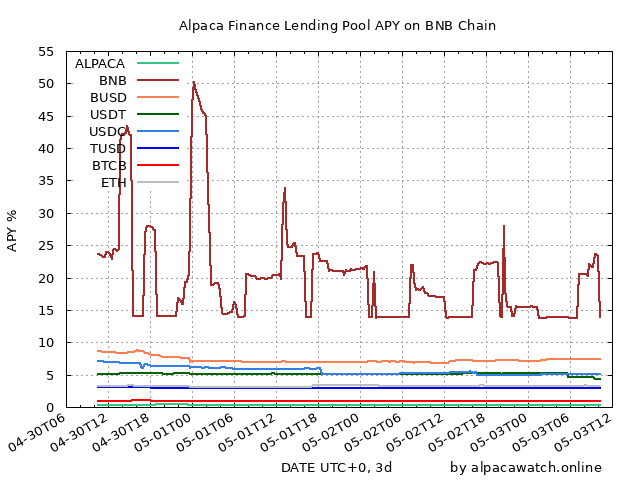 Alpaca Finance Lending Pool APY on BNB Chain
APY %
55
50
45
40
35
30
25
20
15
10
5
0
ALPACA
BNB
BUSD
USDT
USDC
TUSD
BTCB
ETH
04-30T06
04-30T12
04-30T18
05-01T00
05-01T06
05-01T12
05-01T18
05-02T00
05-02T06
05-02T12
05-02T18
05-03T00
05-03T06
05-03T12
DATE UTC+0, 3d
by alpacawatch.online